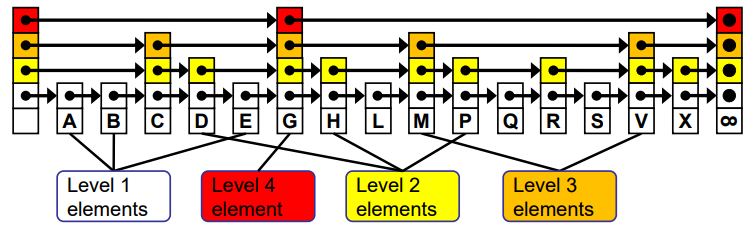 A B C D E G H L M P Q R S V X ∞
Level 1 elements
Level 4 element
Level 2 elements
Level 3 elements